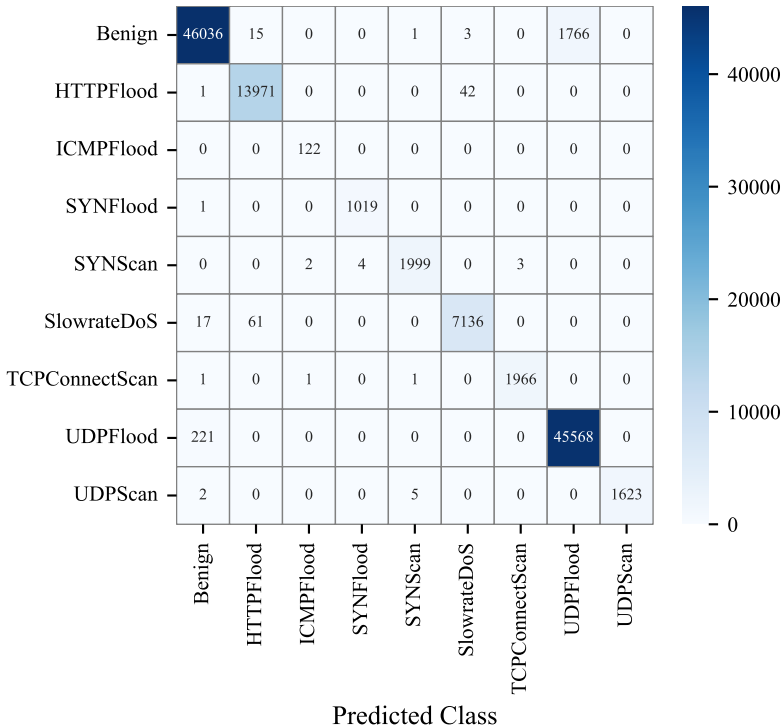 Benign 46036 15 0 0 1 3 0 1766 0
HTTPFlood 1 13971 0 0 0 42 0 0 0
ICMPFlood 0 0 122 0 0 0 0 0 0
SYNFlood 1 0 0 1019 0 0 0 0 0
SYNScan 0 0 2 4 1999 0 3 0 0
SlowrateDoS 17 61 0 0 0 7136 0 0 0
TCPConnectScan 1 0 1 0 1 0 1966 0 0
UDPFlood 221 0 0 0 0 0 0 45568 0
UDPScan 2 0 0 0 5 0 0 0 1623
Benign
HTTPFlood
ICMPFlood
SYNFlood
SYNScan
SlowrateDoS
TCPConnectScan
UDPFlood
UDPScan
Predicted Class
40000
30000
20000
10000
0